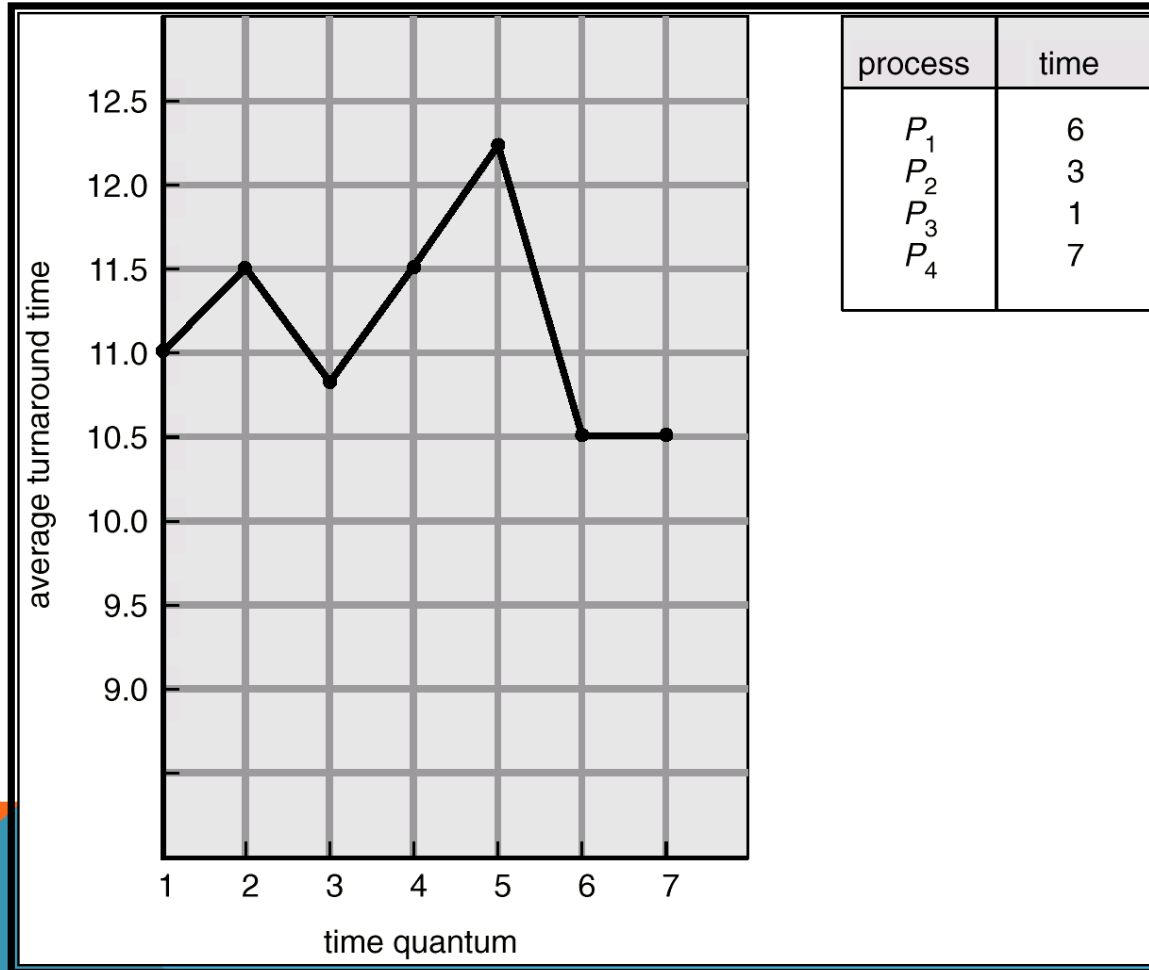 12.5
12.0
11.5
11.0
10.5
10.0
9.5
9.0
average turnaround time
1 2 3 4 5 6 7
time quantum
process time
P1 6
P2 3
P3 1
P4 7